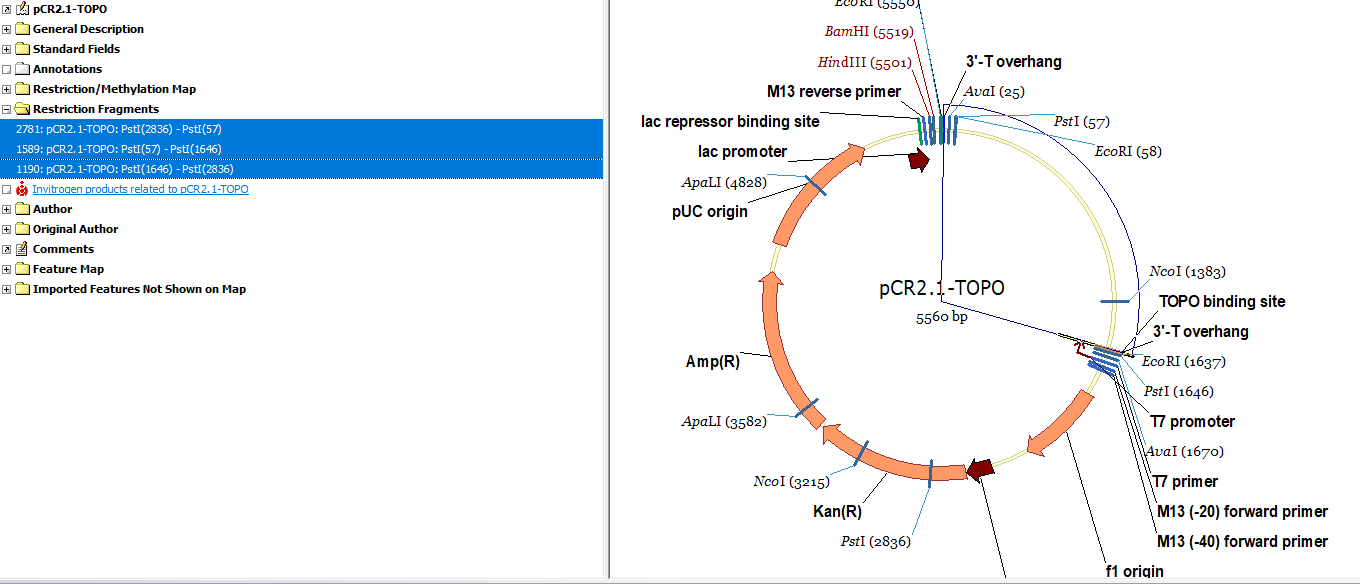 pCR2.1-TOPO
General Description
Standard Fields
Annotations
Restriction/Methylation Map
Restriction Fragments
2781: pCR2.1-TOPO: PstI(2836) - PstI(57)
1589: pCR2.1-TOPO: PstI(57) - PstI(1646)
1190: pCR2.1-TOPO: PstI(1646) - PstI(2836)
Invitrogen products related to pCR2.1-TOPO
Author
Original Author
Comments
Feature Map
Imported Features Not Shown on Map
EcoRI (5550)
BamHI (5519)
HindIII (5501)
3'-T overhang
M13 reverse primer
AvaI (25)
lac repressor binding site
PstI (57)
lac promoter
EcoRI (58)
ApaLI (4828)
pUC origin
NcoI (1383)
pCR2.1-TOPO
5560 bp
TOPO binding site
3'-T overhang
Amp(R)
EcoRI (1637)
PstI (1646)
ApaLI (3582)
T7 promoter
AvaI (1670)
NcoI (3215)
T7 primer
Kan(R)
M13 (-20) forward primer
PstI (2836)
M13 (-40) forward primer
f1 origin